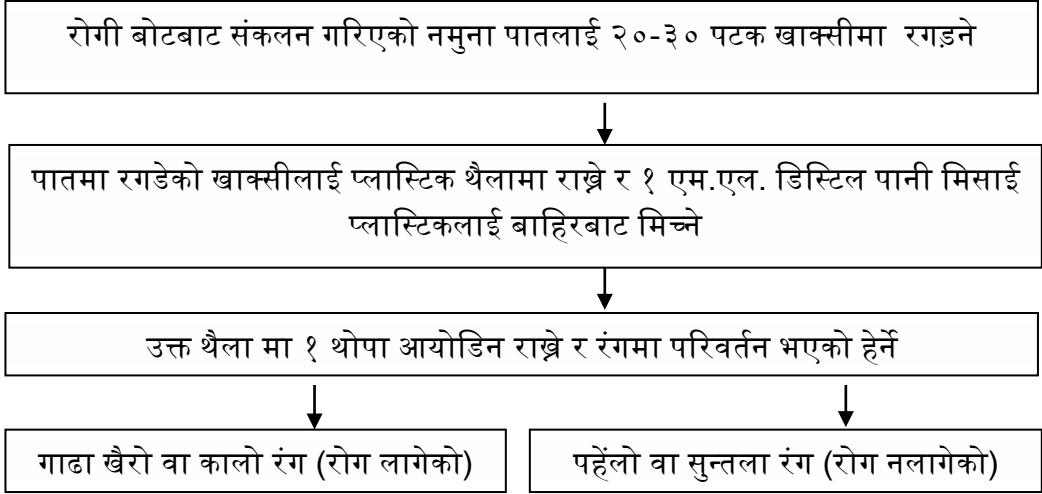 रोगी बोटबाट संकलन गरिएको नमुना पातलाई २०-३० पटक खाक्सीमा रगड्ने
पातमा रगडेको खाक्सीलाई प्लास्टिक थैलामा राख्ने र १ एम.एल. डिस्टिल पानी मिसाई
प्लास्टिकलाई बाहिरबाट मिच्ने
उक्त थैला मा १ थोपा आयोडिन राख्ने र रंगमा परिवर्तन भएको हेर्ने
गाढा खैरो वा कालो रंग (रोग लागेको)
पहेंलो वा सुन्तला रंग (रोग नलागेको)